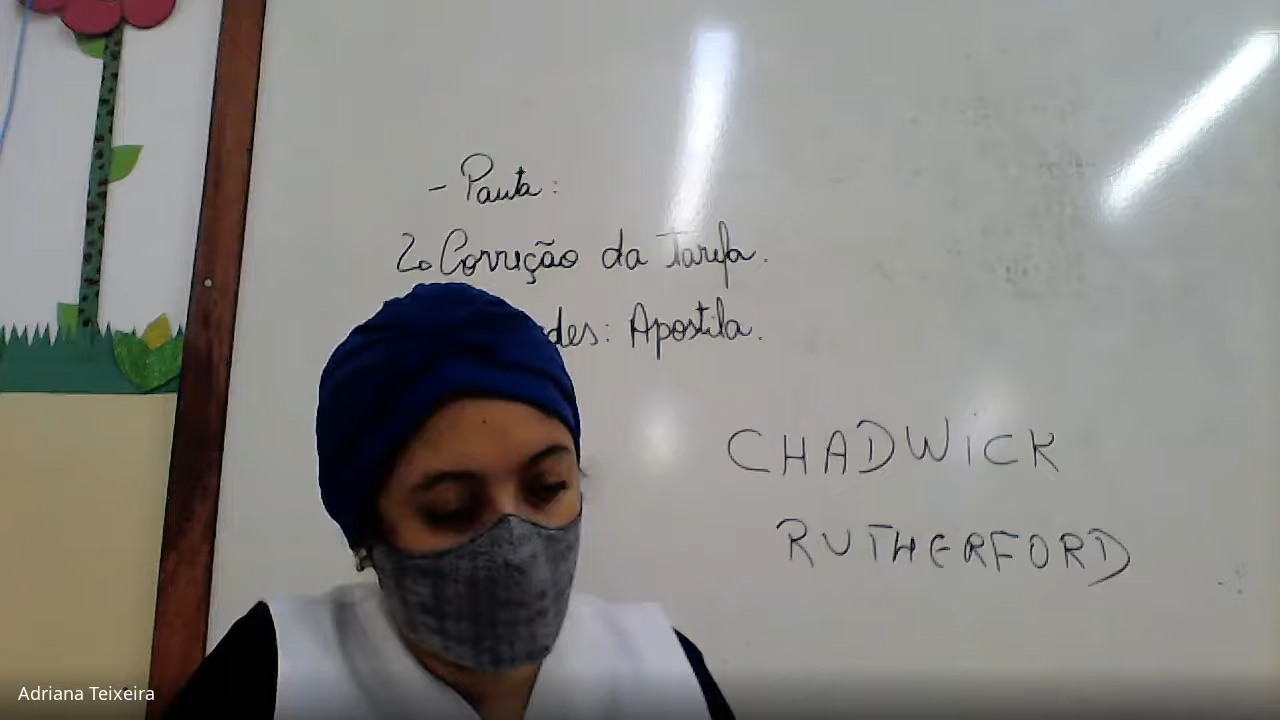 - Pauta:
2. Correção da tarefa.
des: Apostila.
CHADWICK
RUTHERFORD
Adriana Teixeira